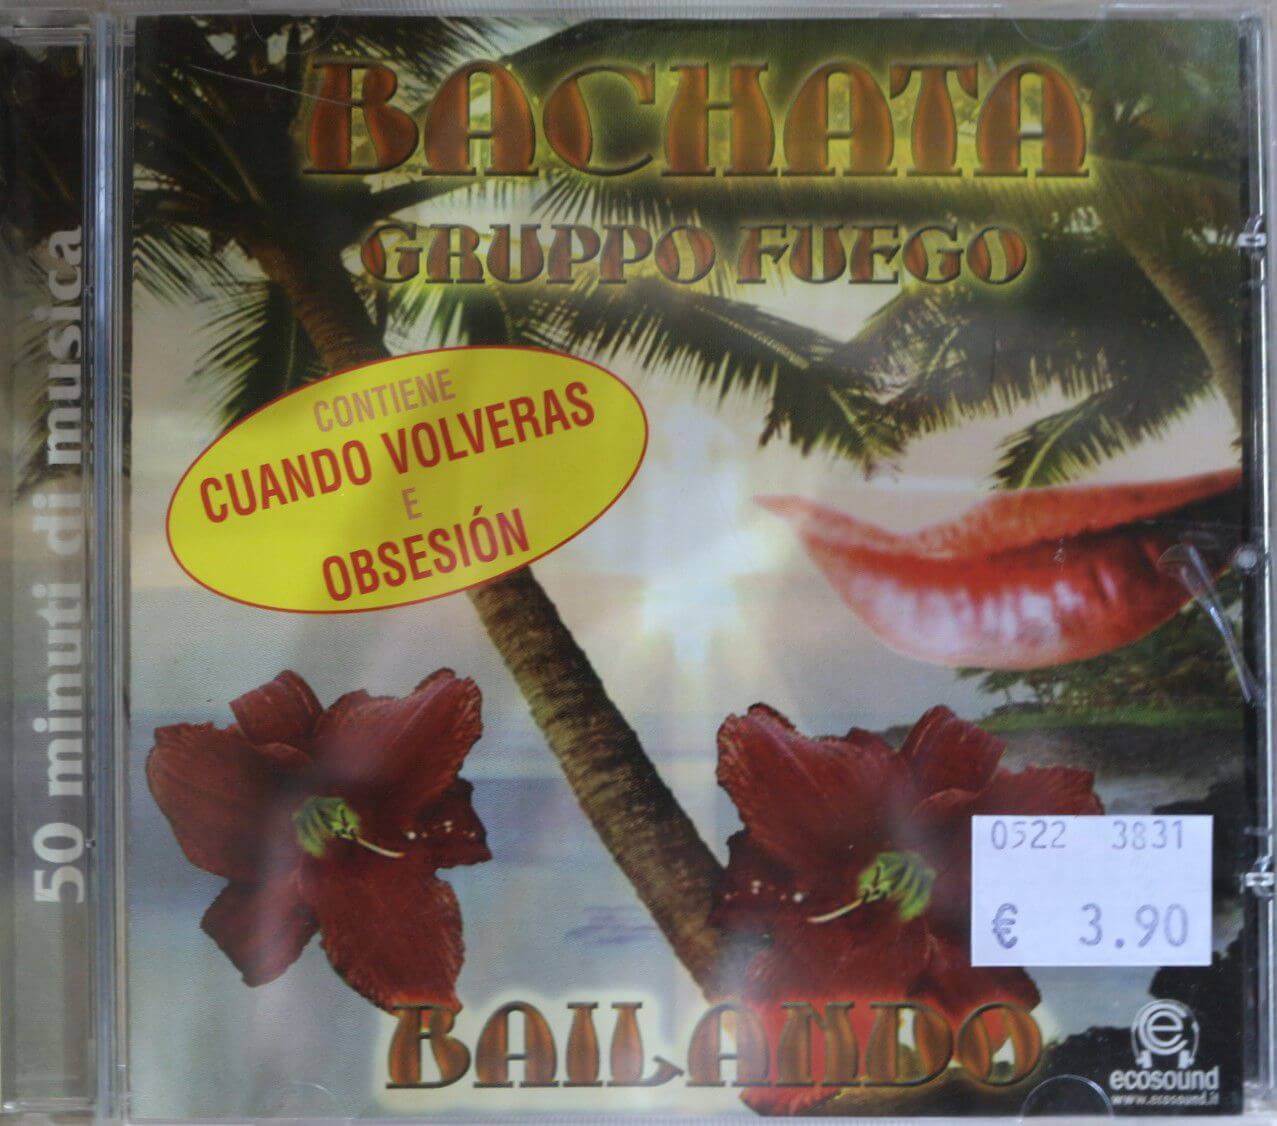 BACHATA
GRUPPO FUEGO
CONTIENE
CUANDO VOLVERAS
E
OBSESIÓN
50 minuti di musica
0522 3831
€ 3.90
BAILANDO
e
ecosound
www.ecosound.it